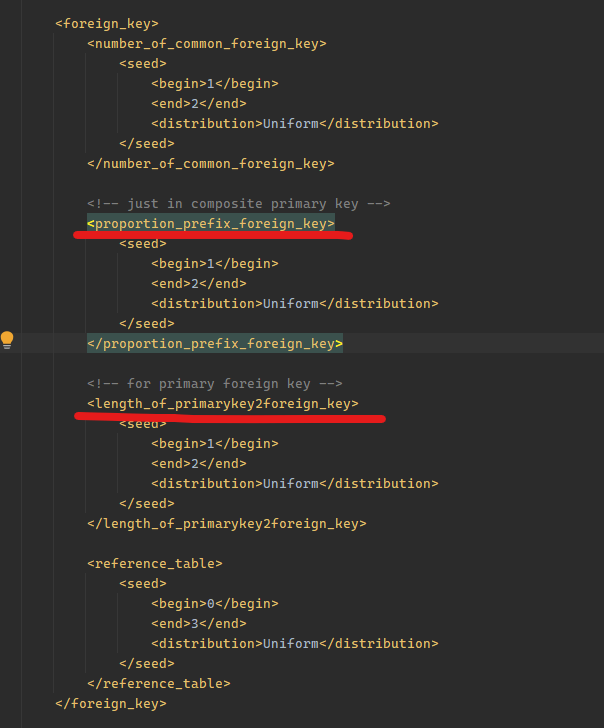 <foreign_key>
<number_of_common_foreign_key>
<seed>
<begin>1</begin>
<end>2</end>
<distribution>Uniform</distribution>
</seed>
</number_of_common_foreign_key>
<!-- just in composite primary key -->
<proportion_prefix_foreign_key>
<seed>
<begin>1</begin>
<end>2</end>
<distribution>Uniform</distribution>
</seed>
</proportion_prefix_foreign_key>
<!-- for primary foreign key -->
<length_of_primarykey2foreign_key>
<seed>
<begin>1</begin>
<end>2</end>
<distribution>Uniform</distribution>
</seed>
</length_of_primarykey2foreign_key>
<reference_table>
<seed>
<begin>0</begin>
<end>3</end>
<distribution>Uniform</distribution>
</seed>
</reference_table>
</foreign_key>